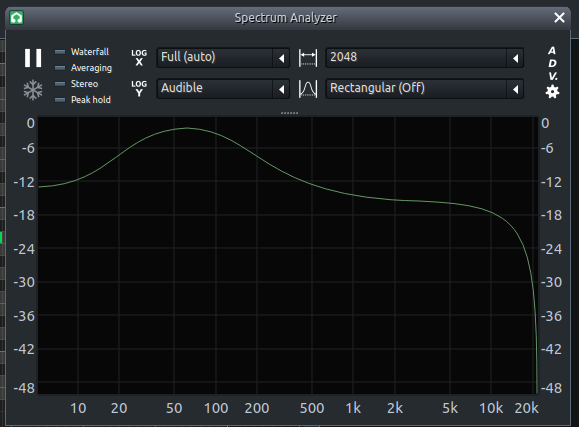 Spectrum Analyzer
Waterfall
Averaging
Stereo
Peak hold
LOG
X
Full (auto)
2048
LOG
Y
Audible
Rectangular (Off)
A
D
V.
0
-6
-12
-18
-24
-30
-36
-42
-48
0
-6
-12
-18
-24
-30
-36
-42
-48
10 20 50 100 200 500 1k 2k 5k 10k 20k